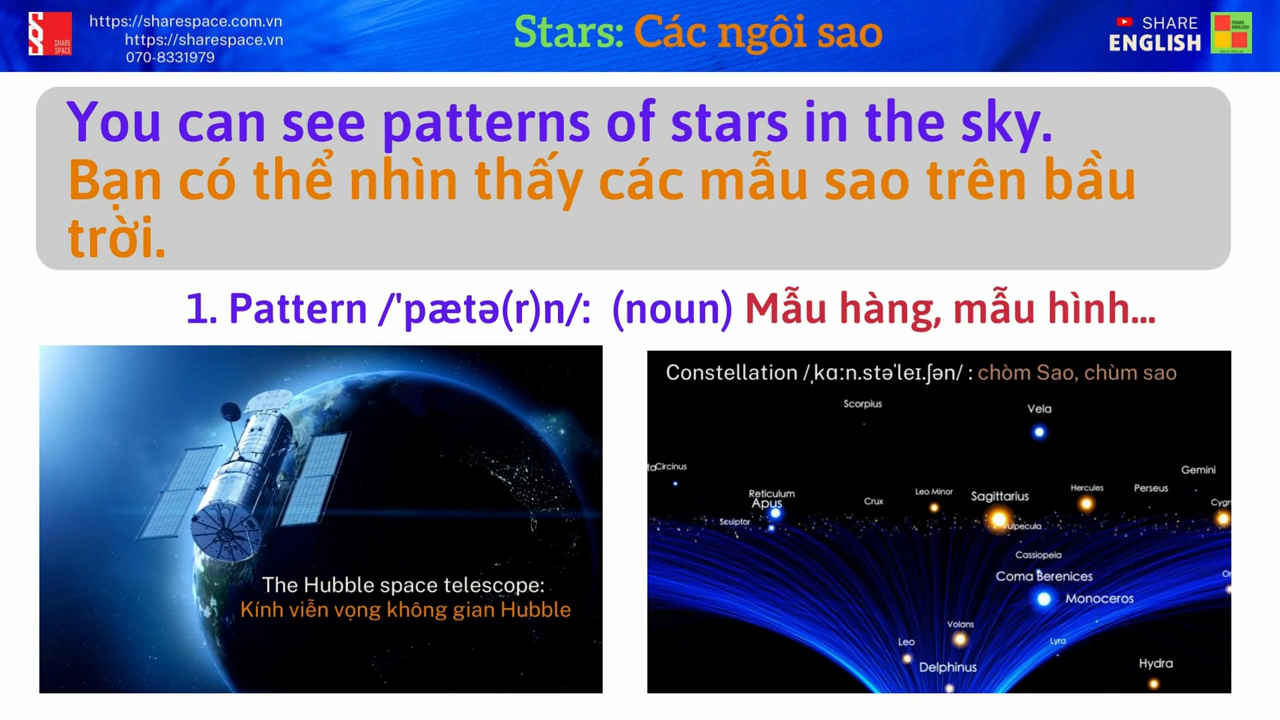 SHARE
SPACE
https://sharespace.com.vn
https://sharespace.vn
070-8331979
Stars: Các ngôi sao
SHARE
ENGLISH
You can see patterns of stars in the sky.
Bạn có thể nhìn thấy các mẫu sao trên bầu
trời.
1. Pattern /'pætə(r)n/: (noun) Mẫu hàng, mẫu hình...
The Hubble space telescope:
Kính viễn vọng không gian Hubble
Constellation /ˌkɑːn.stəˈleɪ.ʃən/ : chòm Sao, chùm sao
Scorpius
Vela
Circinus
Gemini
Reticulum
Apus
Crux
Leo Minor
Sagittarius
Hercules
Perseus
Cygn
Sculptor
Vulpecula
Cassiopeia
Coma Berenices
Monoceros
Volans
Leo
Lyra
Delphinus
Hydra